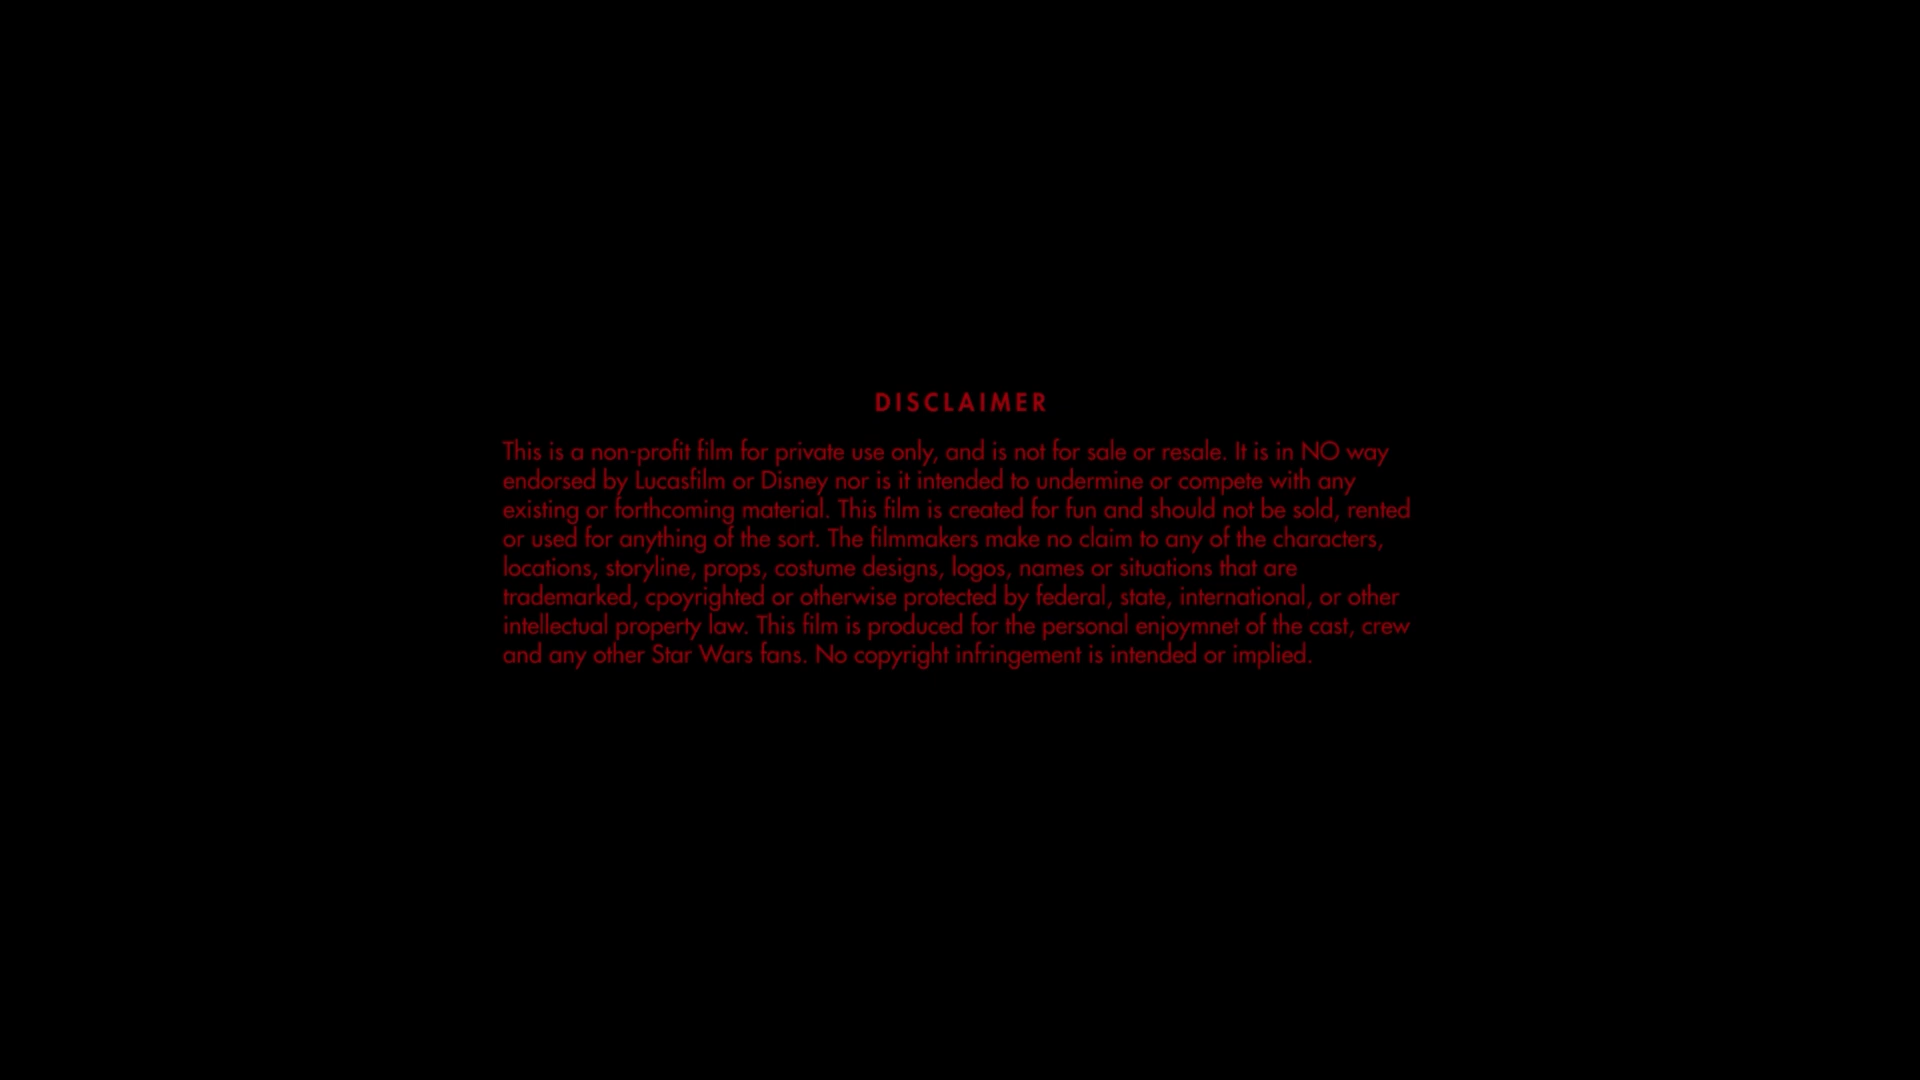 DISCLAIMER
This is a non-profit film for private use only, and is not for sale or resale. It is in NO way
endorsed by Lucasfilm or Disney nor is it intended to undermine or compete with any
existing or forthcoming material. This film is created for fun and should not be sold, rented
or used for anything of the sort. The filmmakers make no claim to any of the characters,
locations, storyline, props, costume designs, logos, names or situations that are
trademarked, cpoyrighted or otherwise protected by federal, state, international, or other
intellectual property law. This film is produced for the personal enjoymnet of the cast, crew
and any other Star Wars fans. No copyright infringement is intended or implied.